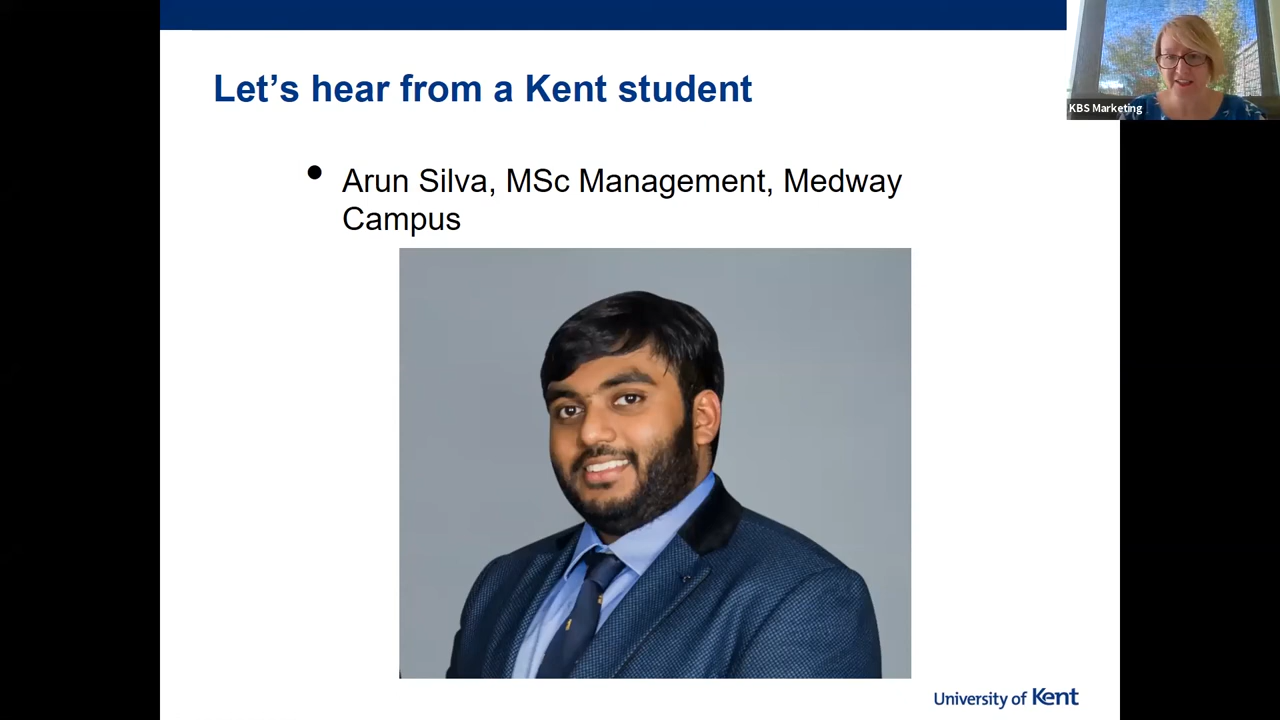 Let's hear from a Kent student
KBS Marketing
• Arun Silva, MSc Management, Medway
Campus
University of Kent